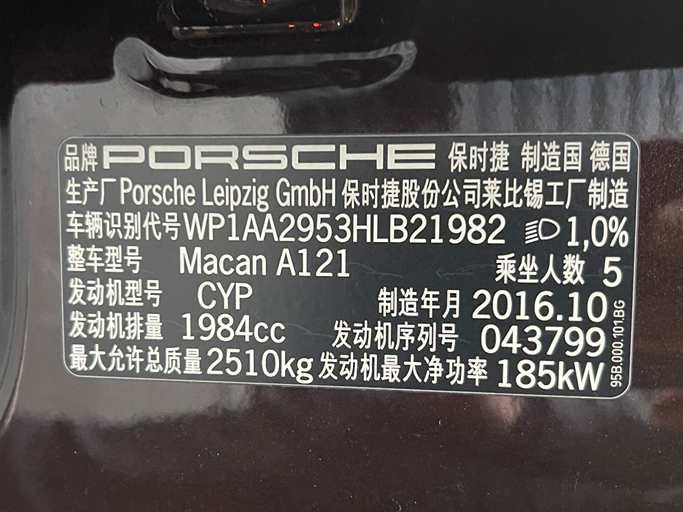 品牌 PORSCHE 保时捷 制造国 德国
生产厂 Porsche Leipzig GmbH 保时捷股份公司莱比锡工厂制造
车辆识别代号 WP1AA2953HLB21982 1,0%
整车型号 Macan A121 乘坐人数 5
发动机型号 CYP 制造年月 2016.10
发动机排量 1984cc 发动机序列号 043799
最大允许总质量 2510kg 发动机最大净功率 185kW
95B.000.101.BG